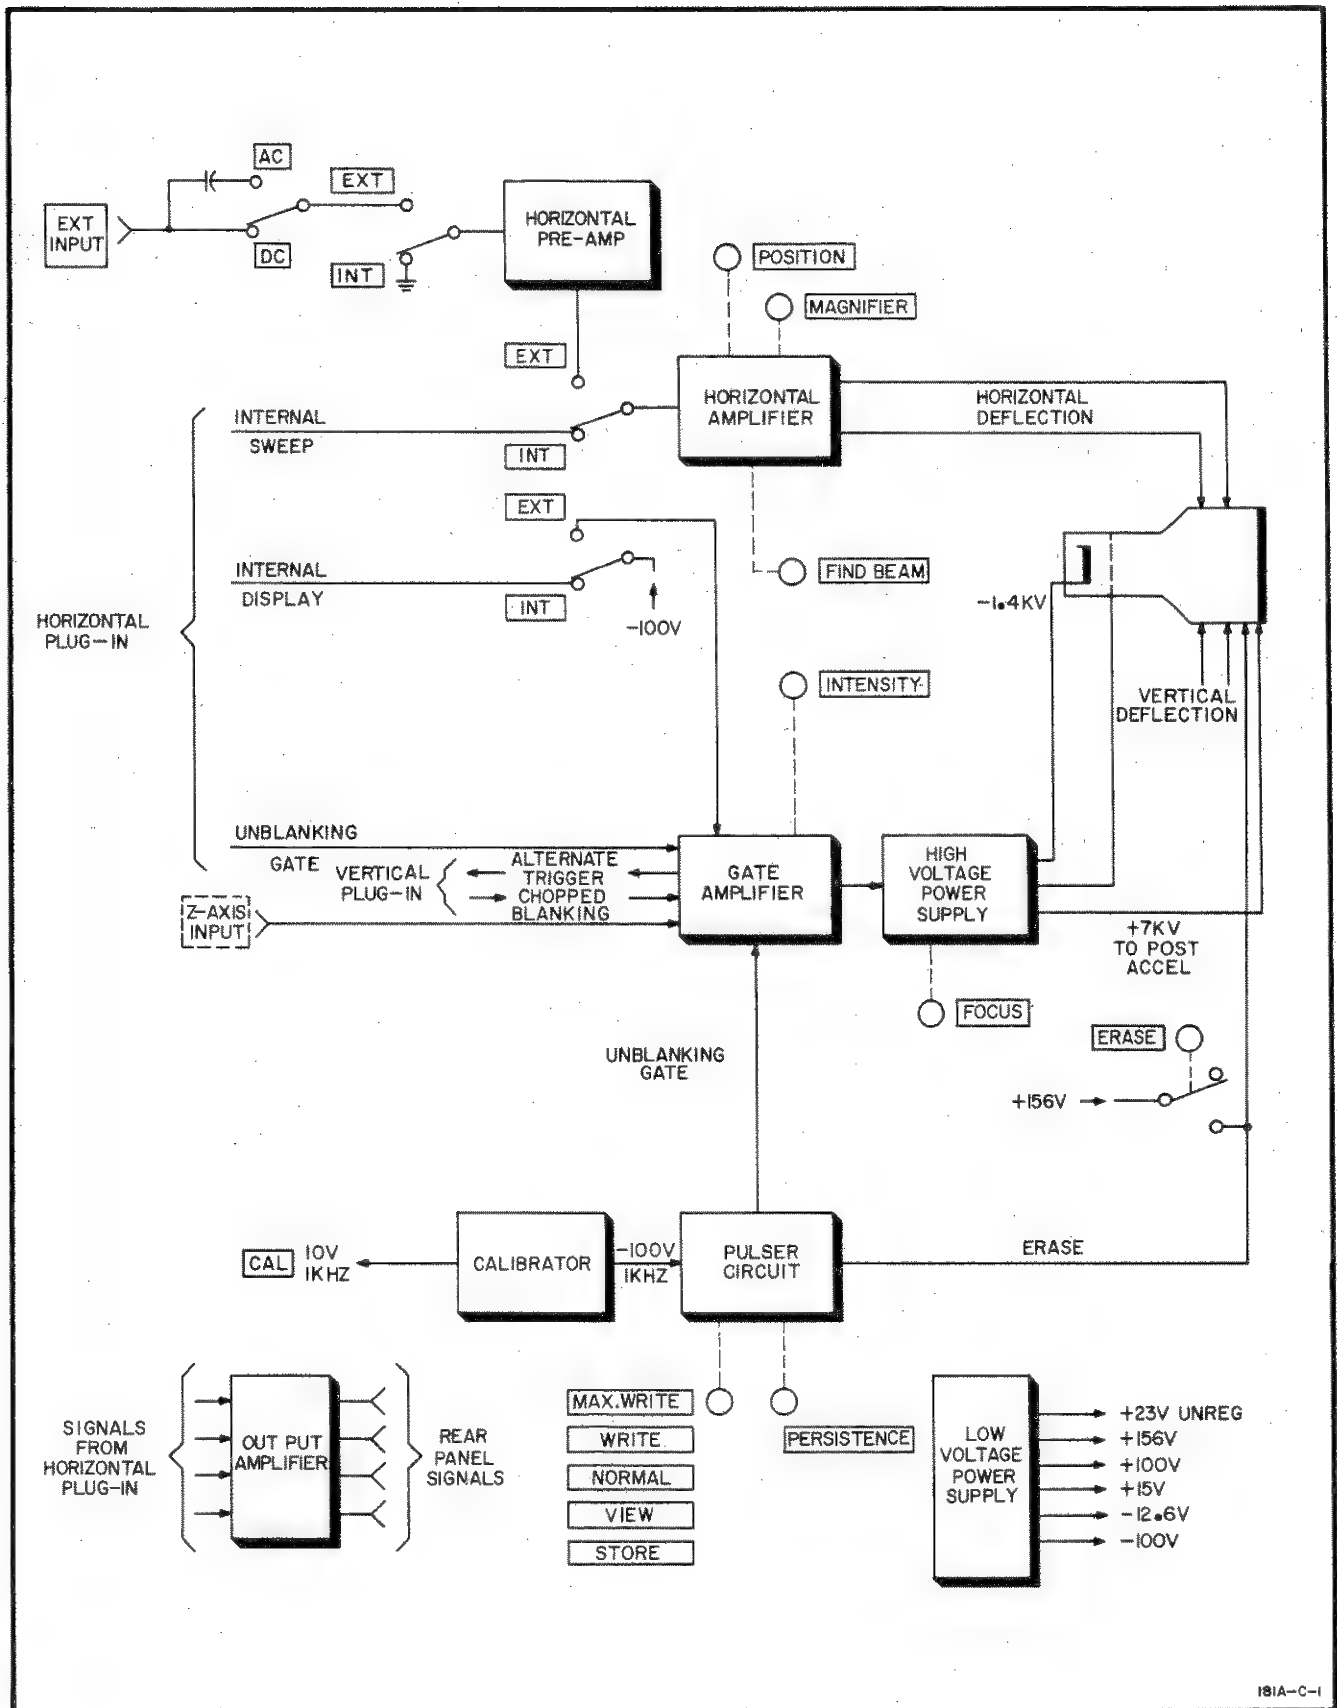 AC
EXT
EXT
INPUT
DC
INT
HORIZONTAL
PRE-AMP
POSITION
MAGNIFIER
EXT
HORIZONTAL
AMPLIFIER
HORIZONTAL
DEFLECTION
INTERNAL
SWEEP
INT
EXT
INTERNAL
DISPLAY
INT
-100V
FIND BEAM
-1.4KV
HORIZONTAL
PLUG-IN
INTENSITY
VERTICAL
DEFLECTION
UNBLANKING
GATE
VERTICAL
PLUG-IN
ALTERNATE
TRIGGER
CHOPPED
BLANKING
Z-AXIS
INPUT
GATE
AMPLIFIER
HIGH
VOLTAGE
POWER
SUPPLY
+7KV
TO POST
ACCEL
FOCUS
UNBLANKING
GATE
ERASE
+156V
CAL
10V
1KHZ
CALIBRATOR
-100V
1KHZ
PULSER
CIRCUIT
ERASE
SIGNALS
FROM
HORIZONTAL
PLUG-IN
OUT PUT
AMPLIFIER
REAR
PANEL
SIGNALS
MAX.WRITE
WRITE
NORMAL
VIEW
STORE
PERSISTENCE
LOW
VOLTAGE
POWER
SUPPLY
+23V UNREG
+156V
+100V
+15V
-12.6V
-100V
181A-C-1